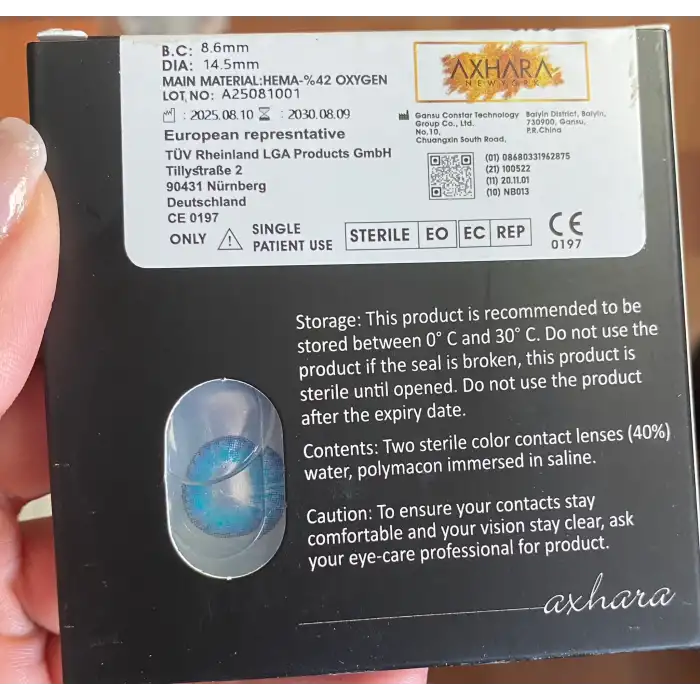 B.C: 8.6mm
DIA: 14.5mm
MAIN MATERIAL:HEMA-%42 OXYGEN
LOT NO: A25081001
: 2025.08.10 : 2030.08.09
European represntative
TÜV Rheinland LGA Products GmbH
Tillystraße 2
90431 Nürnberg
Deutschland
CE 0197
ONLY SINGLE
PATIENT USE
AXHARA
NEW YORK
Gansu Constar Technology
Group Co., Ltd.
No.10,
Chuangxin South Road,
Baiyin District, Baiyin,
730900, Gansu,
P.R.China
(01) 08680331962875
(21) 100522
(11) 20.11.01
(10) NB013
STERILE EO EC REP
CE
0197
Storage: This product is recommended to be
stored between 0° C and 30° C. Do not use the
product if the seal is broken, this product is
sterile until opened. Do not use the product
after the expiry date.
Contents: Two sterile color contact lenses (40%)
water, polymacon immersed in saline.
Caution: To ensure your contacts stay
comfortable and your vision stay clear, ask
your eye-care professional for product.
axhara